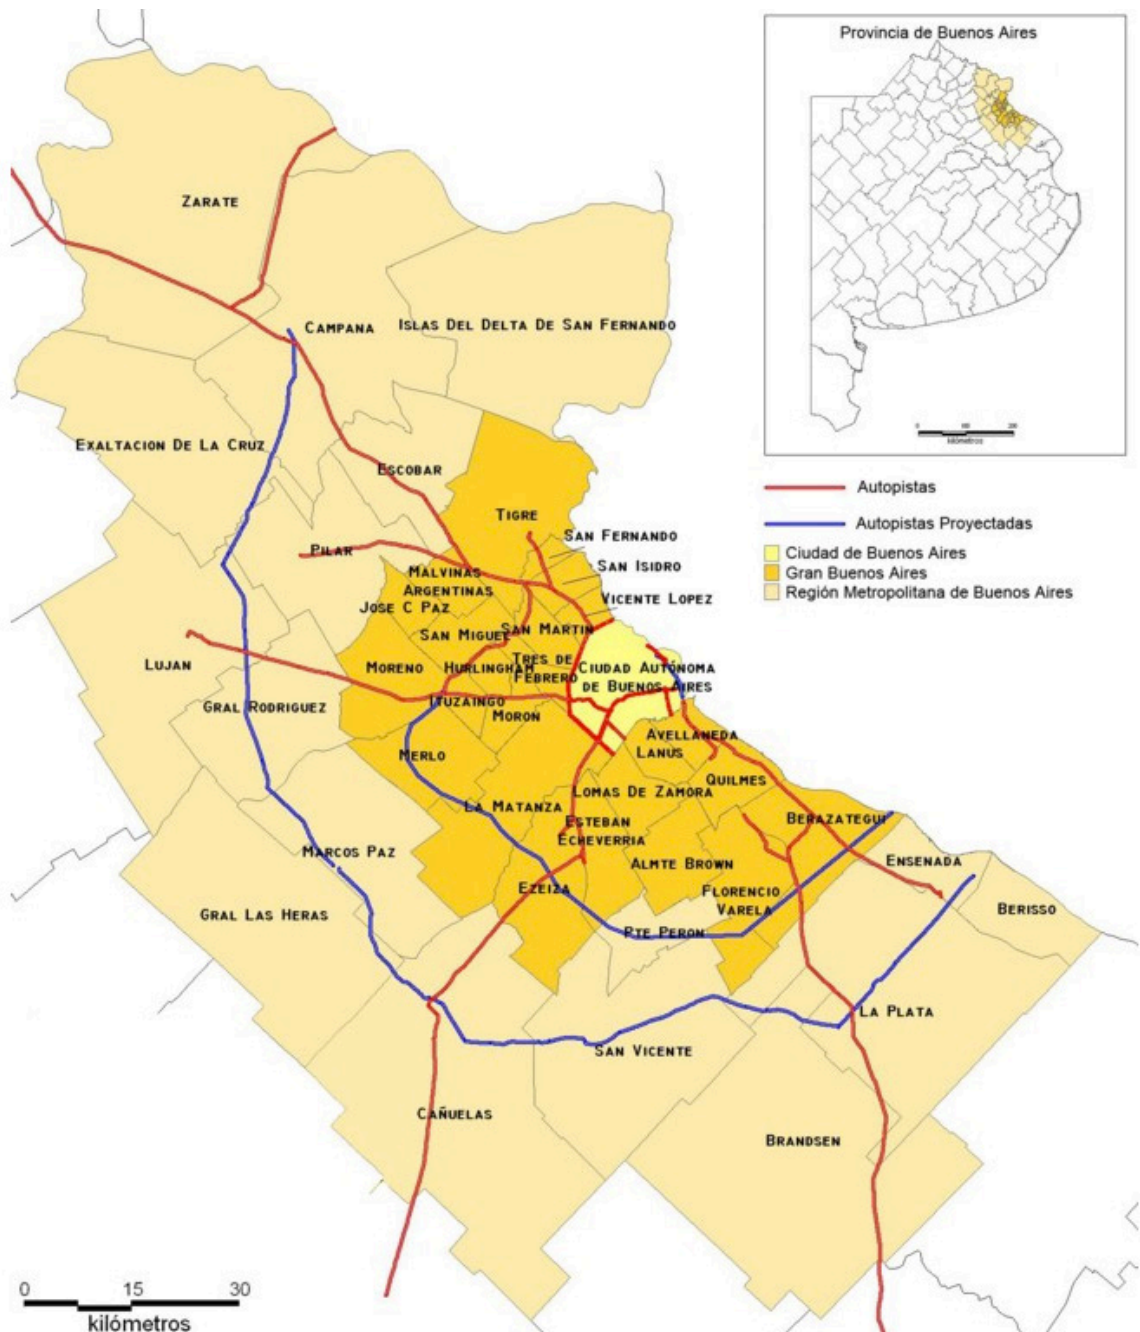 Provincia de Buenos Aires
0 100 200
kilómetros
Autopistas
Autopistas Proyectadas
Ciudad de Buenos Aires
Gran Buenos Aires
Región Metropolitana de Buenos Aires
ZARATE
CAMPANA
ISLAS DEL DELTA DE SAN FERNANDO
EXALTACION DE LA CRUZ
ESCOBAR
TIGRE
SAN FERNANDO
PILAR
SAN ISIDRO
MALVINAS
ARGENTINAS
VICENTE LOPEZ
JOSE C PAZ
SAN MIGUEL
SAN MARTIN
LUJAN
MORENO
HURLINGHAM
TRES DE
FEBRERO
CIUDAD AUTÓNOMA
DE BUENOS AIRES
GRAL RODRIGUEZ
ITUZAINGO
MORON
AVELLANEDA
LANUS
MERLO
QUILMES
LOMAS DE ZAMORA
LA MATANZA
ESTEBAN
ECHEVERRIA
BERAZATEGUI
MARCOS PAZ
ALMTE BROWN
ENSENADA
EZEIZA
FLORENCIO
VARELA
BERISSO
GRAL LAS HERAS
PTE PERON
LA PLATA
SAN VICENTE
CAÑUELAS
BRANDSEN
0 15 30
kilómetros